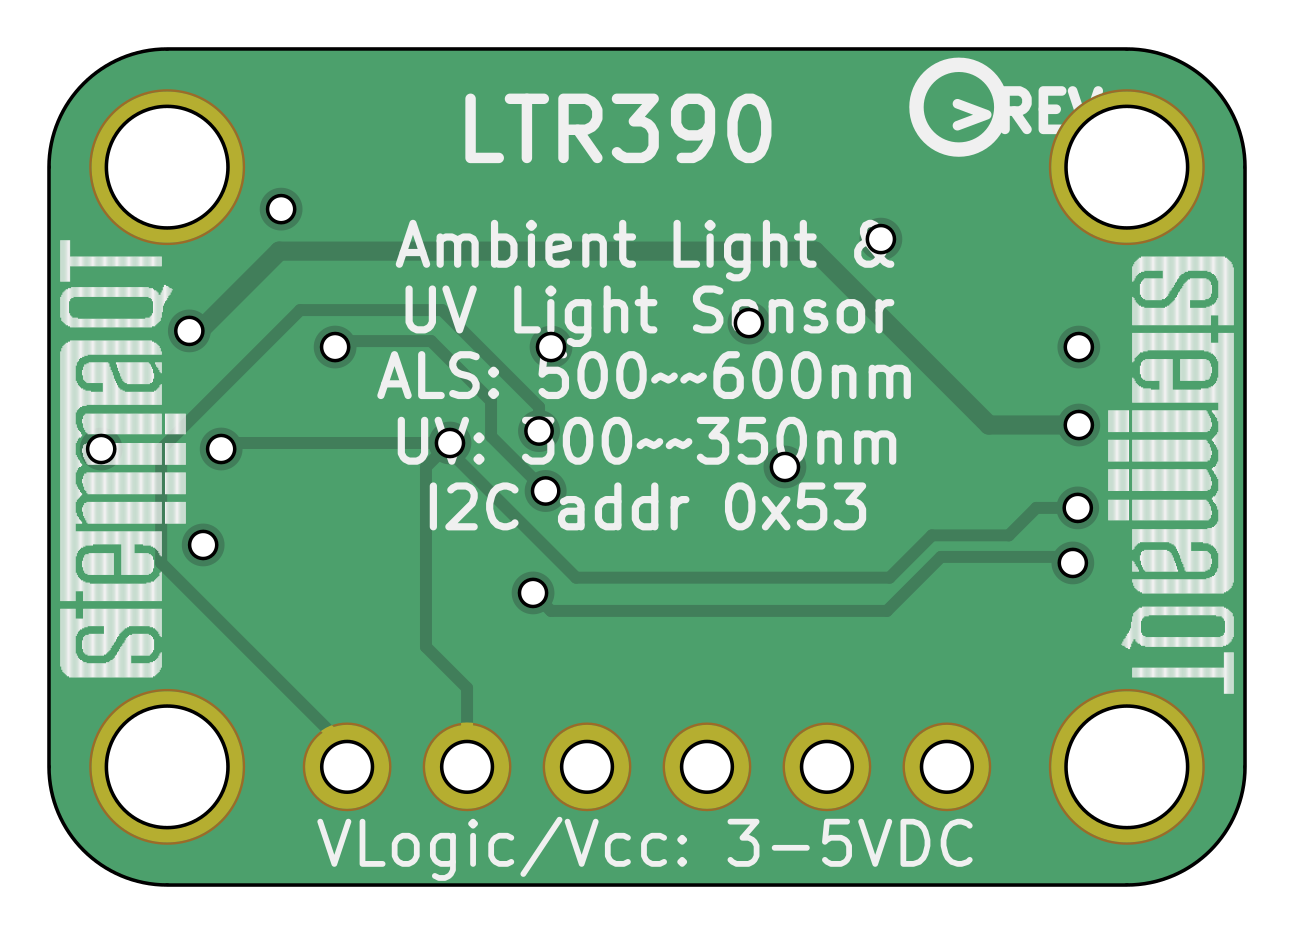 LTR390
>REV
Ambient Light &
UV Light Sensor
ALS: 500~~600nm
UV: 300~~350nm
I2C addr 0x53
stemmaQT
stemmaQT
VLogic/Vcc: 3-5VDC